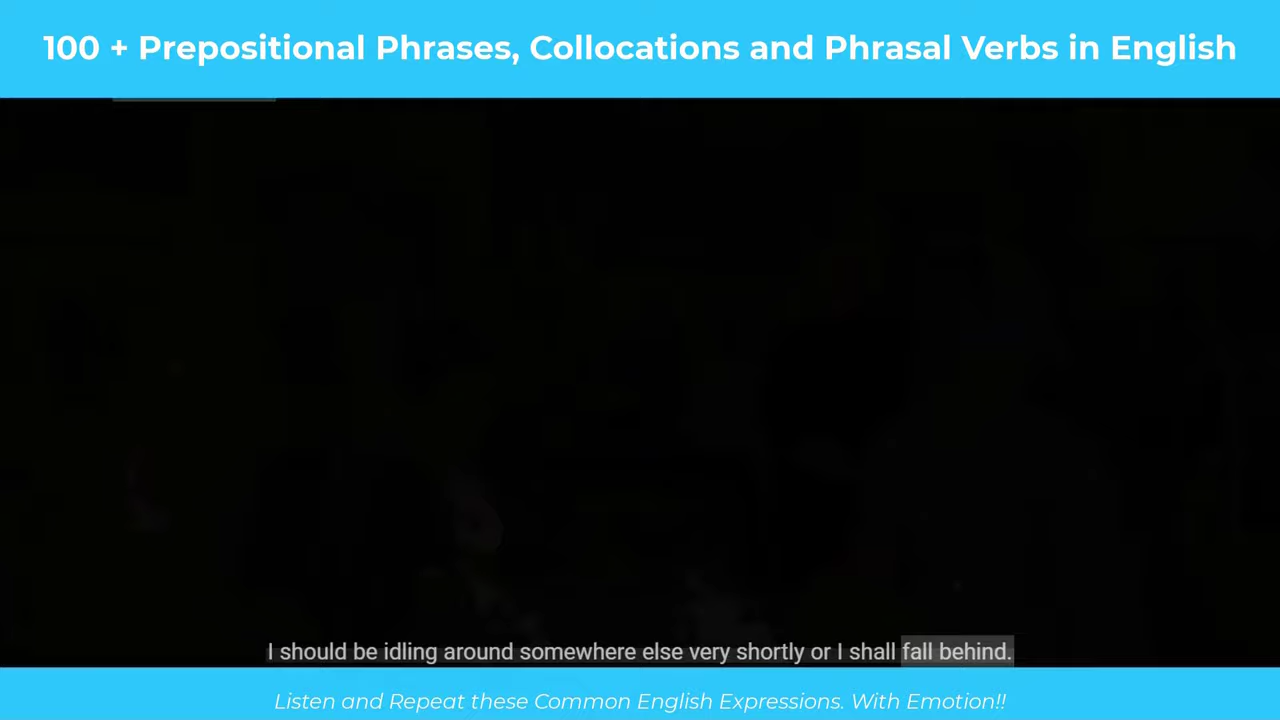 100 + Prepositional Phrases, Collocations and Phrasal Verbs in English
I should be idling around somewhere else very shortly or I shall fall behind.
Listen and Repeat these Common English Expressions. With Emotion!!